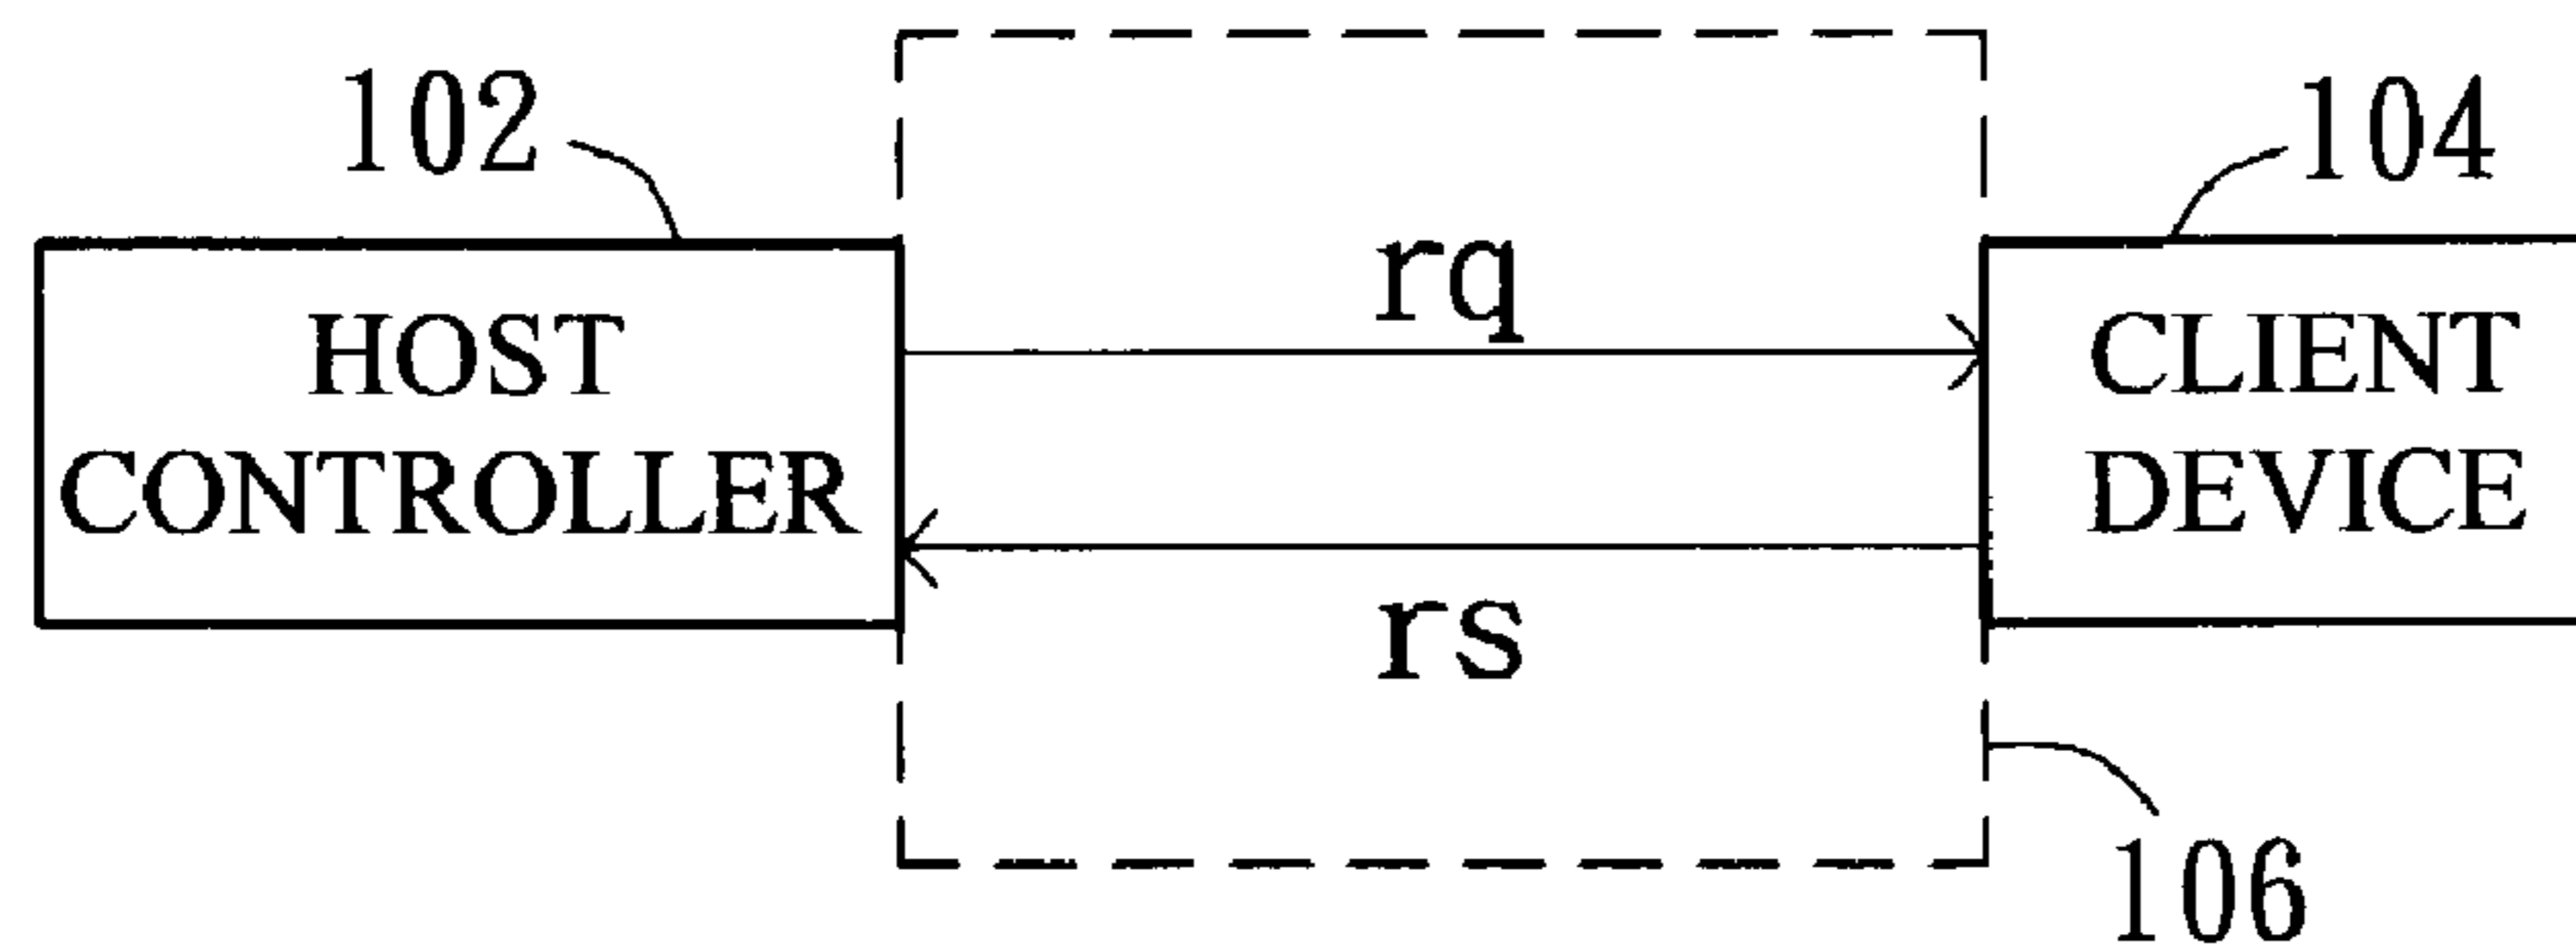 102
104
rq
HOST
CONTROLLER
CLIENT
DEVICE
rs
106